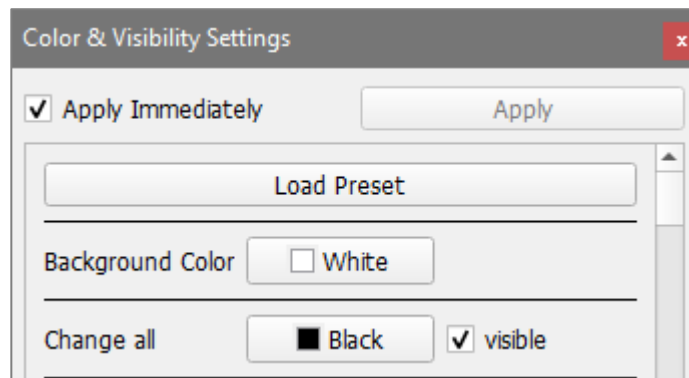 Color & Visibility Settings x
Apply Immediately Apply
Load Preset
Background Color White
Change all Black visible